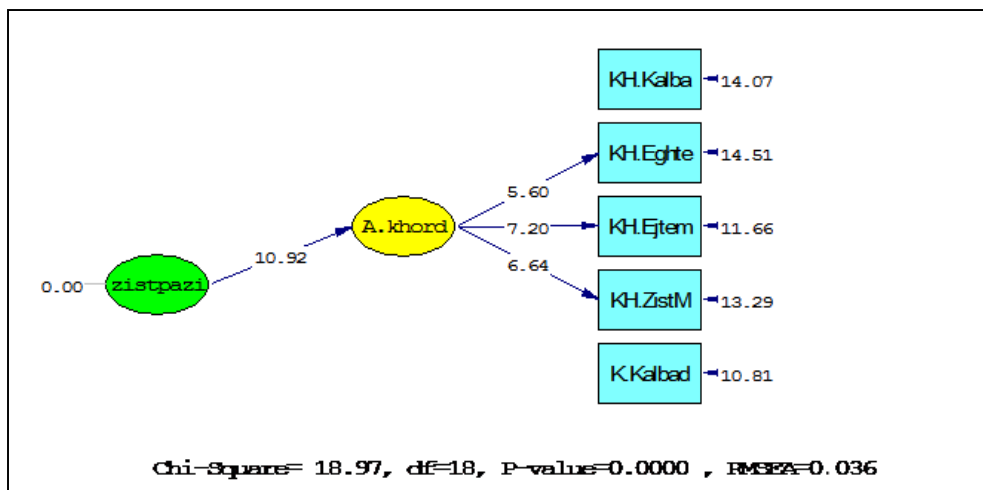 KH.Kalba
14.07
KH.Eghte
14.51
5.60
A.khord
7.20
KH.Ejtem
11.66
10.92
6.64
0.00
zistpazi
KH.ZistM
13.29
K.Kalbad
10.81
Chi-Square= 18.97, df=18, P-value=0.0000 , RMSEA=0.036